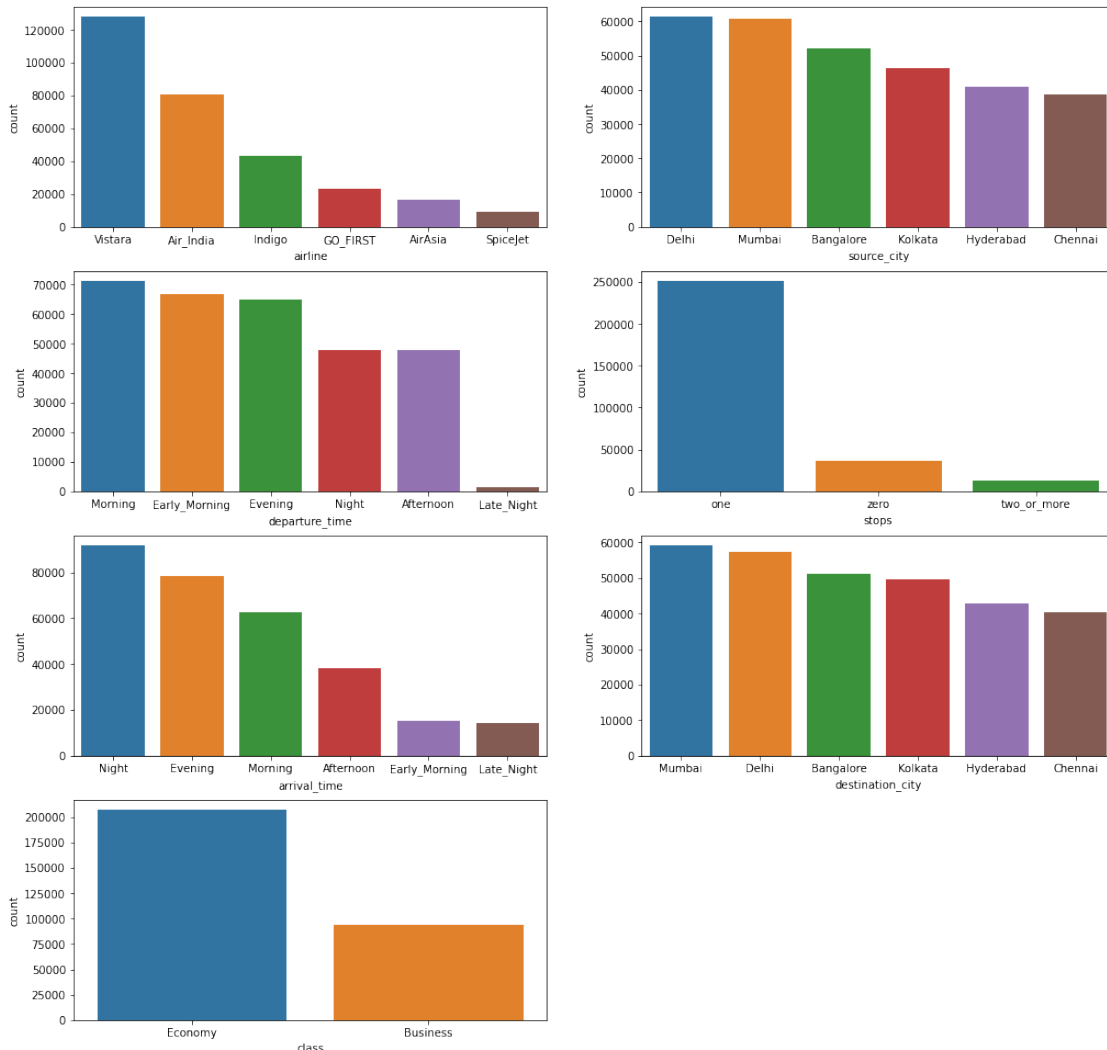 120000
100000
80000
60000
40000
20000
0
count
Vistara Air_India Indigo GO_FIRST AirAsia SpiceJet
airline
60000
50000
40000
30000
20000
10000
0
count
Delhi Mumbai Bangalore Kolkata Hyderabad Chennai
source_city
70000
60000
50000
40000
30000
20000
10000
0
count
Morning Early_Morning Evening Night Afternoon Late_Night
departure_time
250000
200000
150000
100000
50000
0
count
one zero two_or_more
stops
80000
60000
40000
20000
0
count
Night Evening Morning Afternoon Early_Morning Late_Night
arrival_time
60000
50000
40000
30000
20000
10000
0
count
Mumbai Delhi Bangalore Kolkata Hyderabad Chennai
destination_city
200000
175000
150000
125000
100000
75000
50000
25000
0
count
Economy Business
class